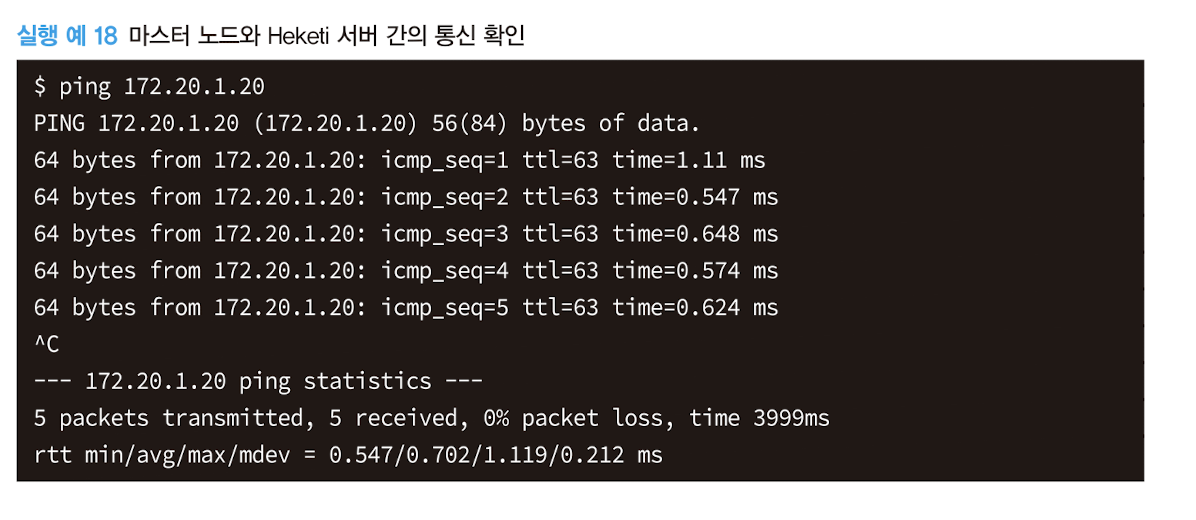 실행 예 18 마스터 노드와 Heketi 서버 간의 통신 확인
$ ping 172.20.1.20
PING 172.20.1.20 (172.20.1.20) 56(84) bytes of data.
64 bytes from 172.20.1.20: icmp_seq=1 ttl=63 time=1.11 ms
64 bytes from 172.20.1.20: icmp_seq=2 ttl=63 time=0.547 ms
64 bytes from 172.20.1.20: icmp_seq=3 ttl=63 time=0.648 ms
64 bytes from 172.20.1.20: icmp_seq=4 ttl=63 time=0.574 ms
64 bytes from 172.20.1.20: icmp_seq=5 ttl=63 time=0.624 ms
^C
--- 172.20.1.20 ping statistics ---
5 packets transmitted, 5 received, 0% packet loss, time 3999ms
rtt min/avg/max/mdev = 0.547/0.702/1.119/0.212 ms